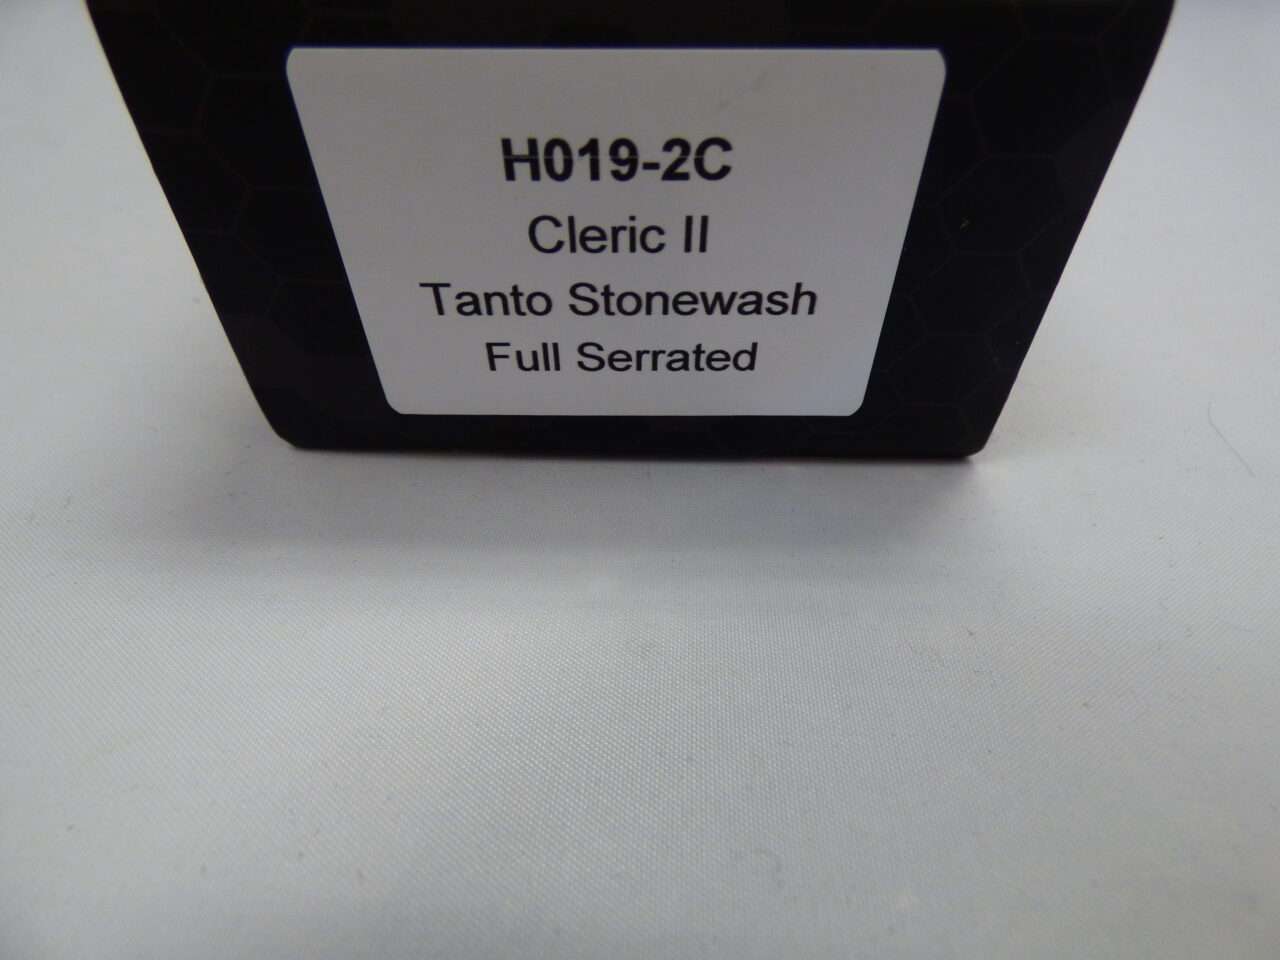 H019-2C
Cleric II
Tanto Stonewash
Full Serrated